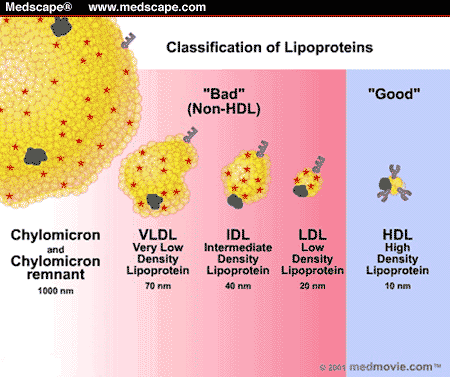 Medscape® www.medscape.com
Classification of Lipoproteins
"Bad"
(Non-HDL)
"Good"
Chylomicron
and
Chylomicron
remnant
1000 nm
VLDL
Very Low
Density
Lipoprotein
70 nm
IDL
Intermediate
Density
Lipoprotein
40 nm
LDL
Low
Density
Lipoprotein
20 nm
HDL
High
Density
Lipoprotein
10 nm
© 2001 medmovie.com™